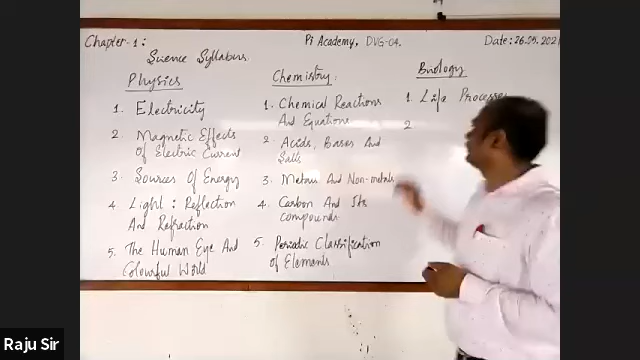 Chapter-1:
Science Syllabus
Pi Academy, DVG-04.
Date: 26.05.2021
Physics
1. Electricity
2. Magnetic Effects
Of Electric Current
3. Sources Of Energy
4. Light: Reflection
And Refraction
5. The Human Eye And
Colourful World
Chemistry:
1. Chemical Reactions
And Equations
2. Acids, Bases And
Salts
3. Metals And Non-metals
4. Carbon And Its
compounds
5. Periodic Classification
of Elements
Biology
1. Life Processes
2.
Raju Sir